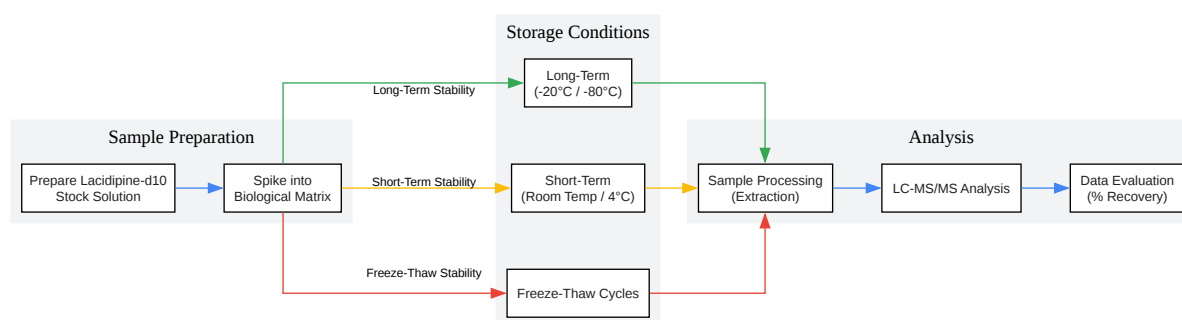 Storage Conditions
Long-Term
(-20°C / -80°C)
Long-Term Stability
Sample Preparation
Analysis
Prepare Lacidipine-d10
Stock Solution
Spike into
Biological Matrix
Short-Term Stability
Short-Term
(Room Temp / 4°C)
Sample Processing
(Extraction)
LC-MS/MS Analysis
Data Evaluation
(% Recovery)
Freeze-Thaw Stability
Freeze-Thaw Cycles